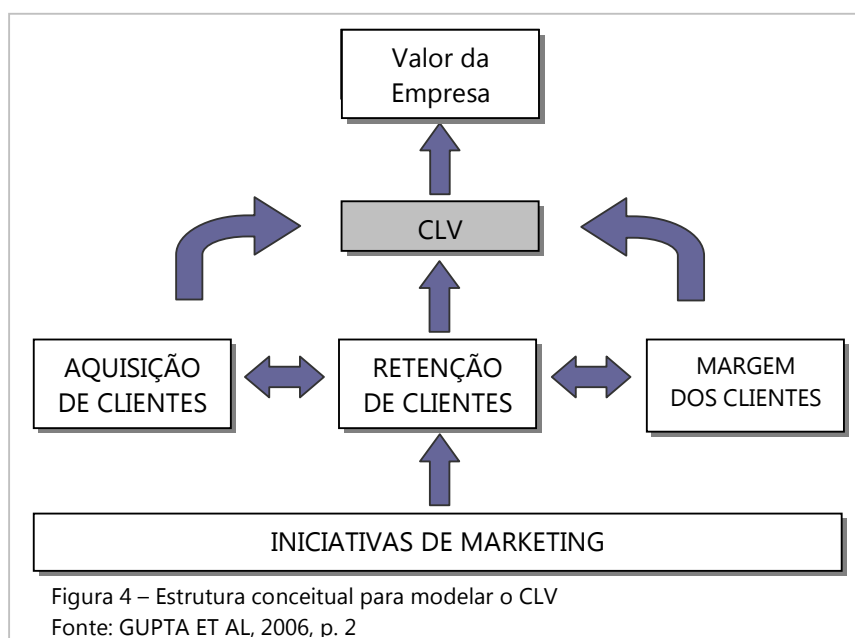 Valor da
Empresa
CLV
AQUISIÇÃO
DE CLIENTES
RETENÇÃO
DE CLIENTES
MARGEM
DOS CLIENTES
INICIATIVAS DE MARKETING
Figura 4 – Estrutura conceitual para modelar o CLV
Fonte: GUPTA ET AL, 2006, p. 2